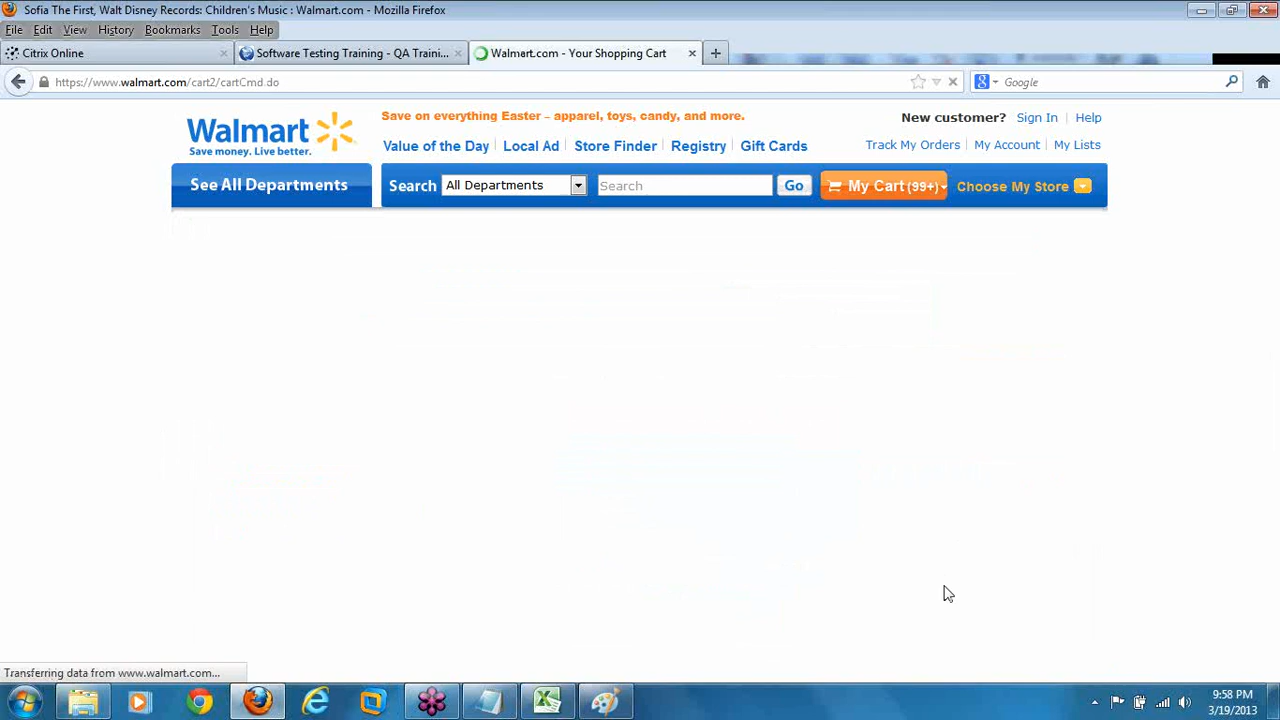 Sofia The First, Walt Disney Records: Children's Music : Walmart.com - Mozilla Firefox
File Edit View History Bookmarks Tools Help
Citrix Online
Software Testing Training - QA Traini...
Walmart.com - Your Shopping Cart
https://www.walmart.com/cart2/cartCmd.do
Google
Walmart
Save money. Live better.
Save on everything Easter – apparel, toys, candy, and more.
New customer? Sign In Help
Value of the Day Local Ad Store Finder Registry Gift Cards
Track My Orders My Account My Lists
See All Departments
Search All Departments Search Go My Cart (99+) Choose My Store
Transferring data from www.walmart.com...
9:58 PM
3/19/2013